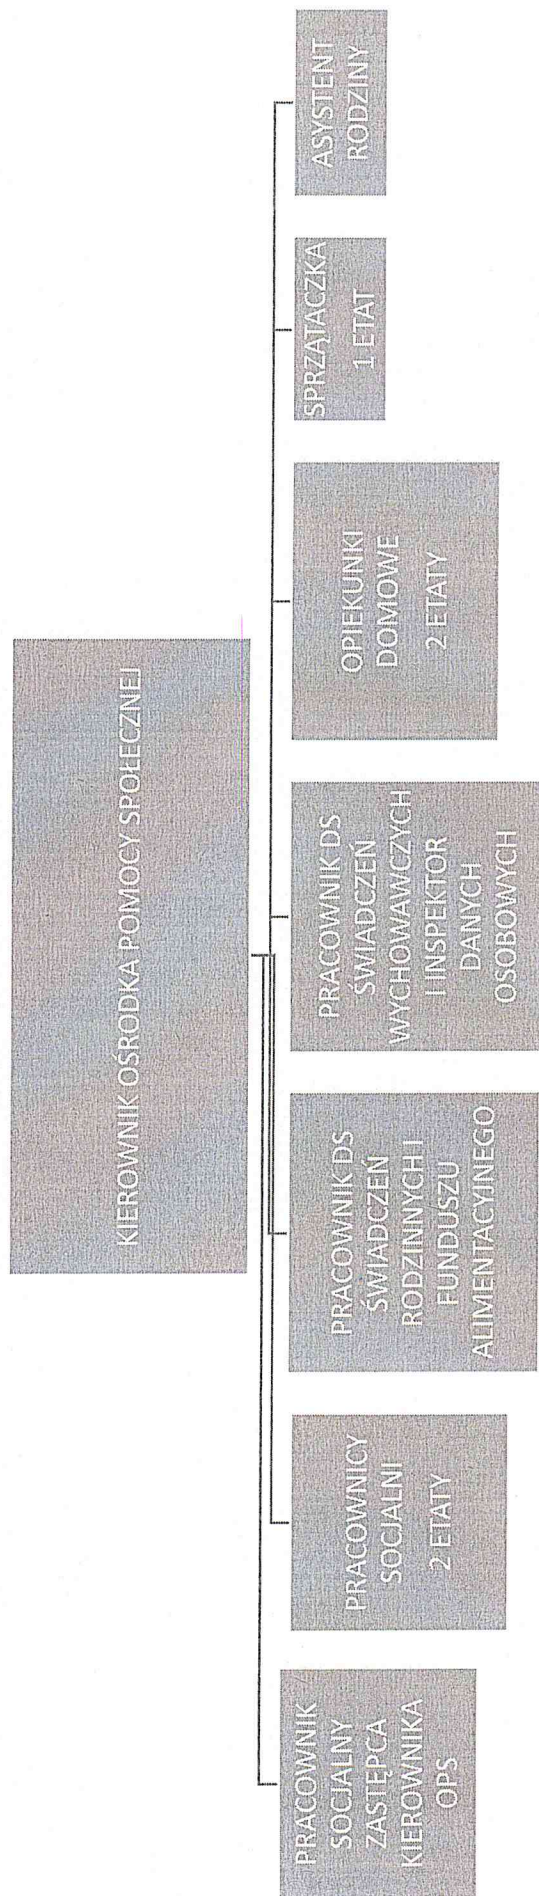 KIEROWNIK OŚRODKA POMOCY SPOŁECZNEJ
PRACOWNIK
SOCJALNY
ZASTĘPCA
KIEROWNIKA
OPS
PRACOWNICY
SOCJALNI
2 ETATY
PRACOWNIK DS
ŚWIADCZEŃ
RODZINNYCH I
FUNDUSZU
ALIMENTACYJNEGO
PRACOWNIK DS
ŚWIADCZEŃ
WYCHOWAWCZYCH
I INSPEKTOR
DANYCH
OSOBOWYCH
OPIEKUNKI
DOMOWE
2 ETATY
SPRZĄTACZKA
1 ETAT
ASYSTENT
RODZINY